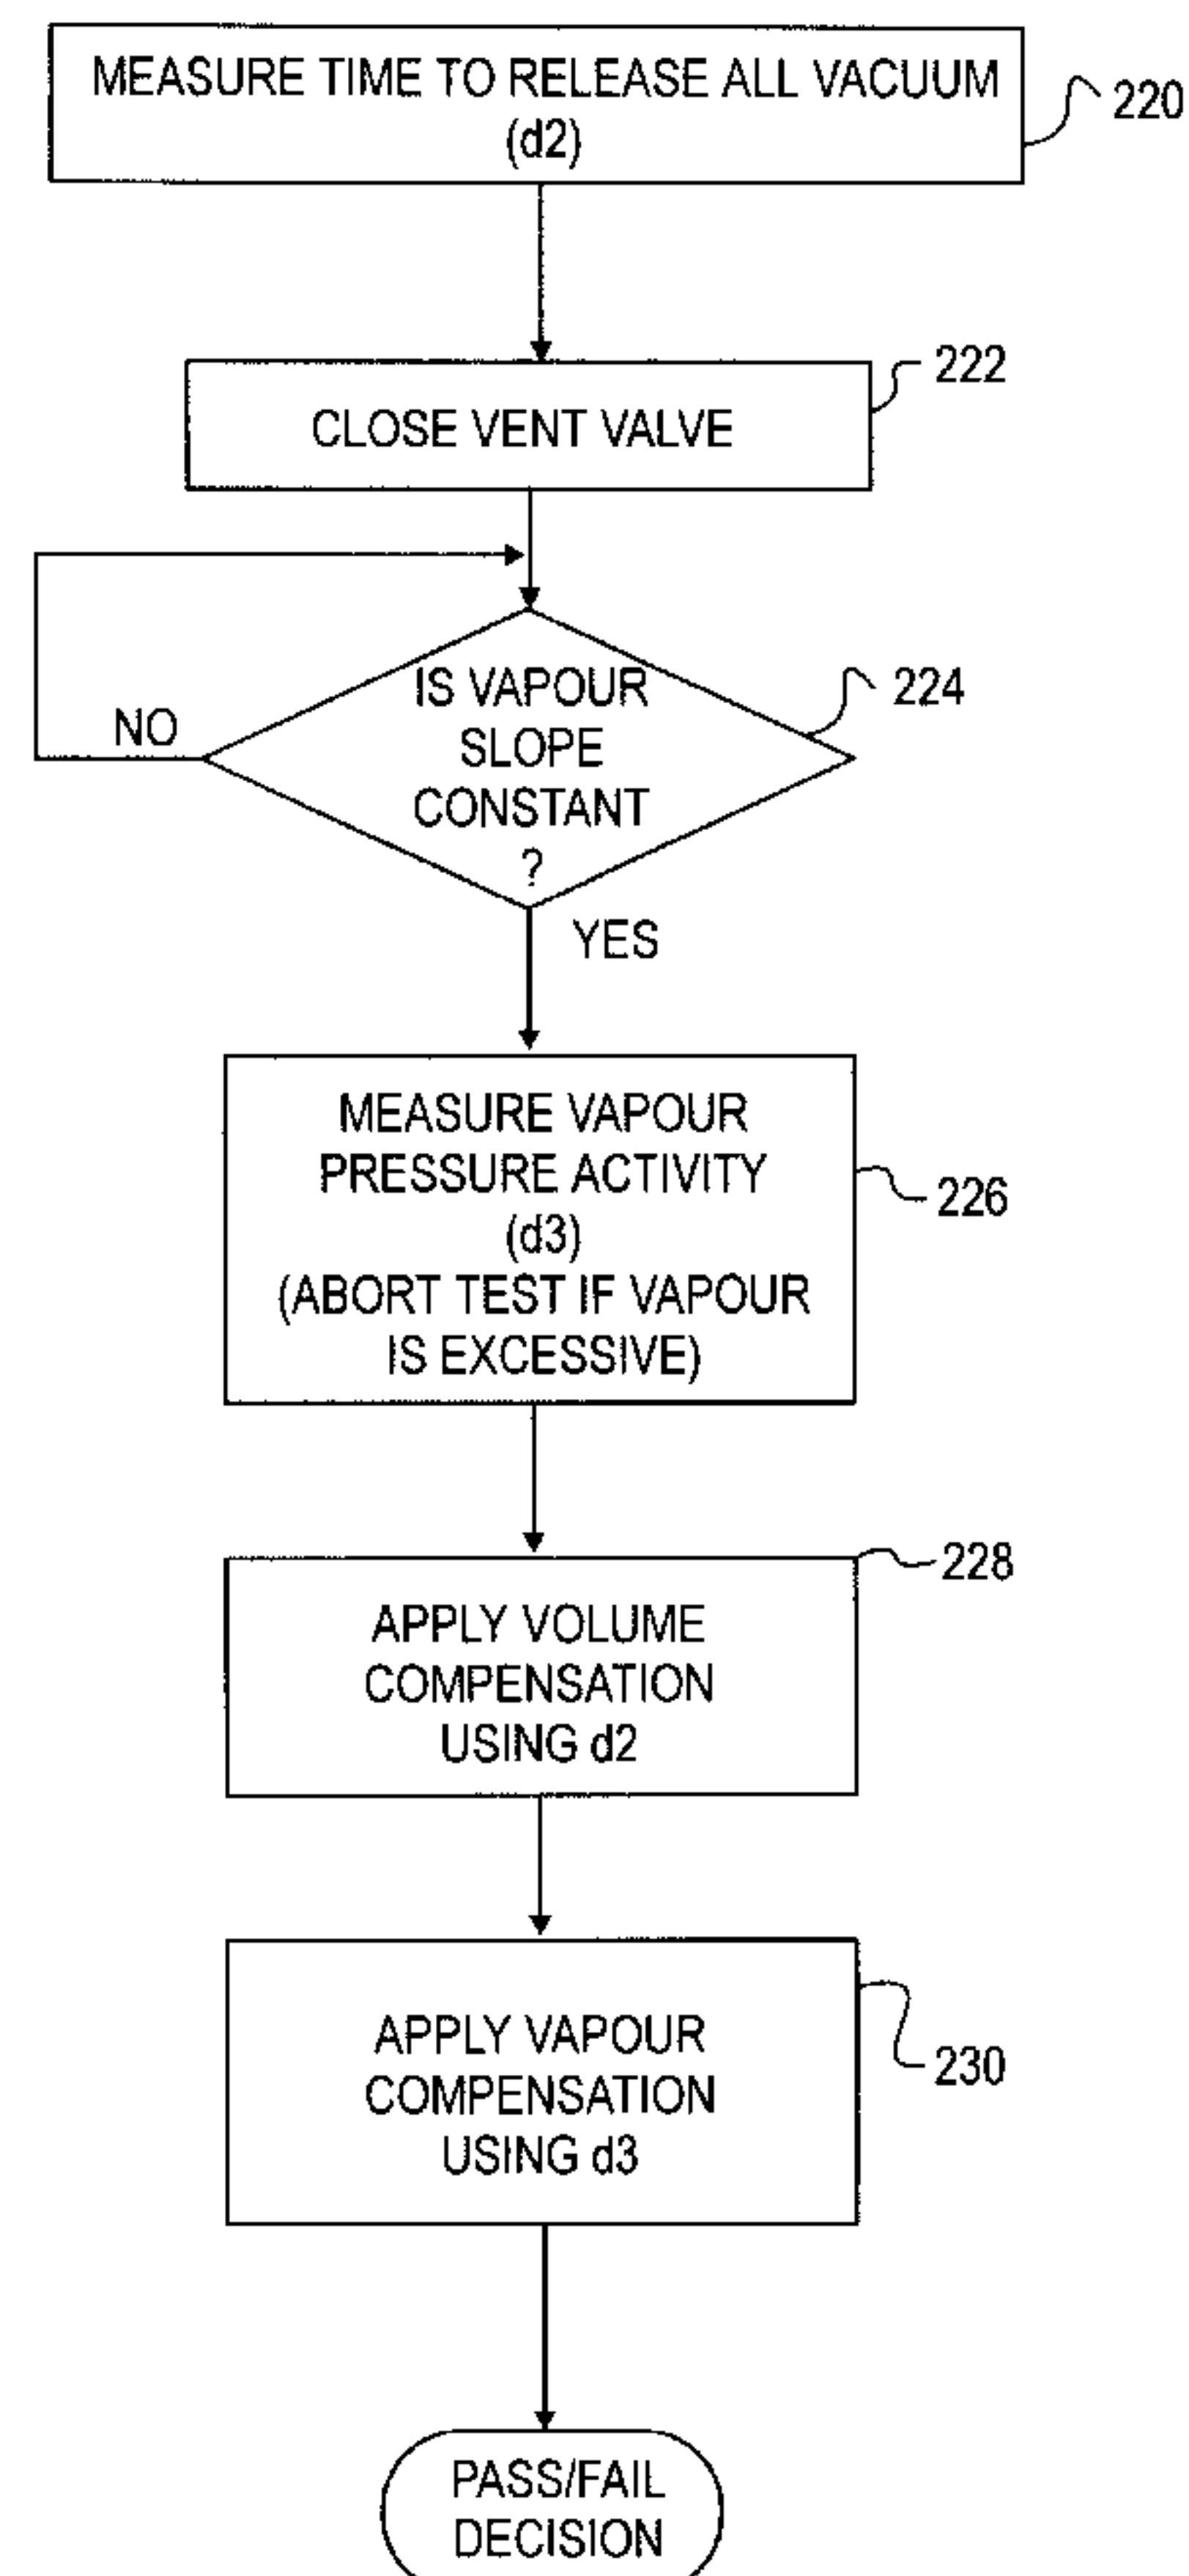 MEASURE TIME TO RELEASE ALL VACUUM
(d2)
220
CLOSE VENT VALVE
222
IS VAPOUR
SLOPE
CONSTANT
?
224
NO
YES
MEASURE VAPOUR
PRESSURE ACTIVITY
(d3)
(ABORT TEST IF VAPOUR
IS EXCESSIVE)
226
APPLY VOLUME
COMPENSATION
USING d2
228
APPLY VAPOUR
COMPENSATION
USING d3
230
PASS/FAIL
DECISION